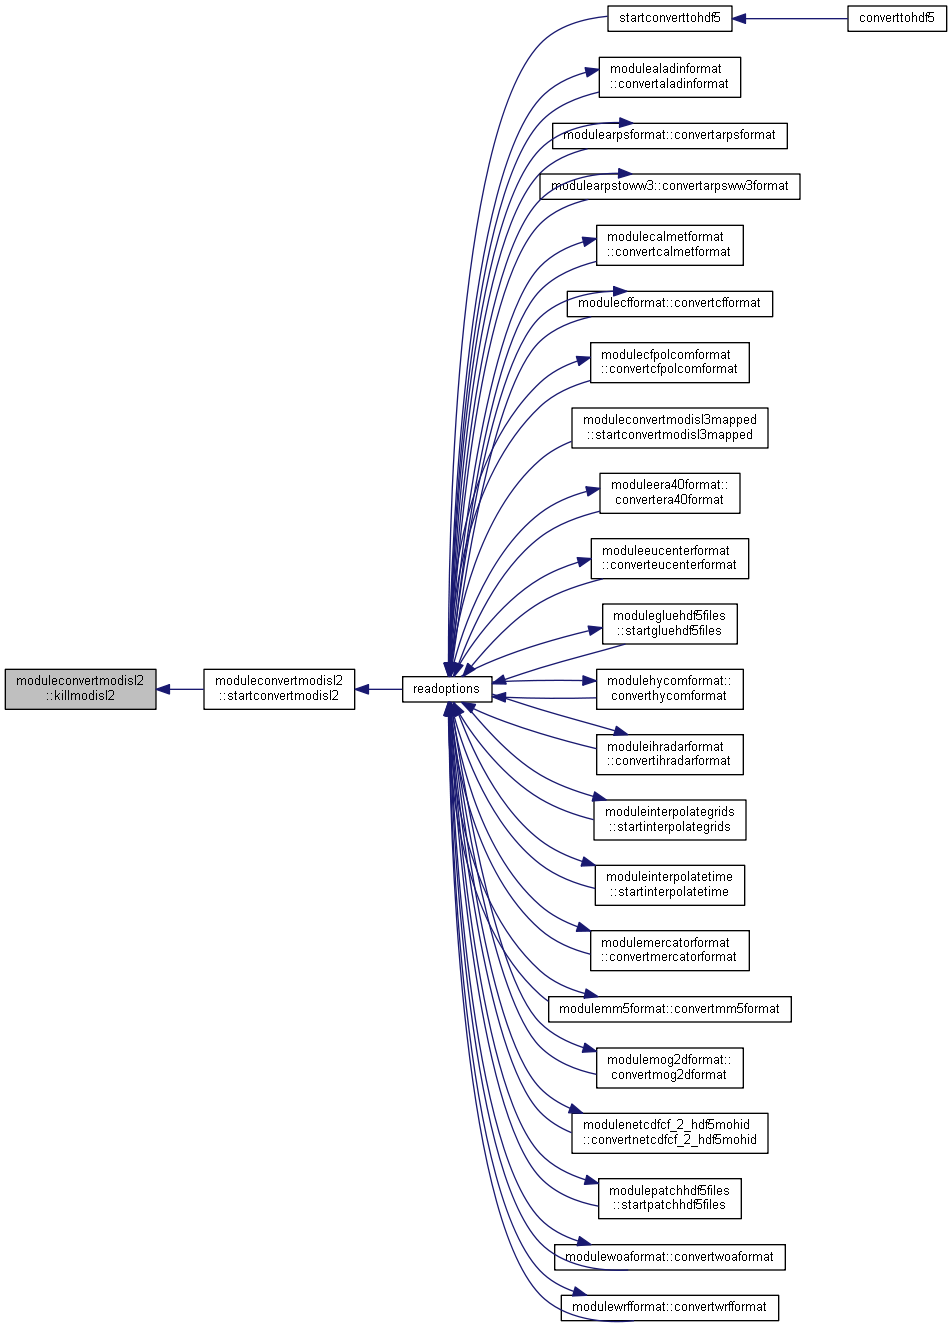 startconverttohdf5
converttohdf5
modulealadinformat
::convertaladinformat
modulearpsformat::convertarpsformat
modulearpstoww3::convertarpsww3format
modulecalmetformat
::convertcalmetformat
modulecfformat::convertcfformat
modulecfpolcomformat
::convertcfpolcomformat
moduleconvertmodisl3mapped
::startconvertmodisl3mapped
moduleera40format::
convertera40format
moduleeucenterformat
::converteucenterformat
modulegluehdf5files
::startgluehdf5files
moduleconvertmodisl2
::killmodisl2
moduleconvertmodisl2
::startconvertmodisl2
readoptions
modulehycomformat::
converthycomformat
moduleihradarformat
::convertihradarformat
moduleinterpolategrids
::startinterpolategrids
moduleinterpolatetime
::startinterpolatetime
modulemercatorformat
::convertmercatorformat
modulemm5format::convertmm5format
modulemog2dformat::
convertmog2dformat
modulenetcdfcf_2_hdf5mohid
::convertnetcdfcf_2_hdf5mohid
modulepatchhdf5files
::startpatchhdf5files
modulewoaformat::convertwoaformat
modulewrfformat::convertwrfformat